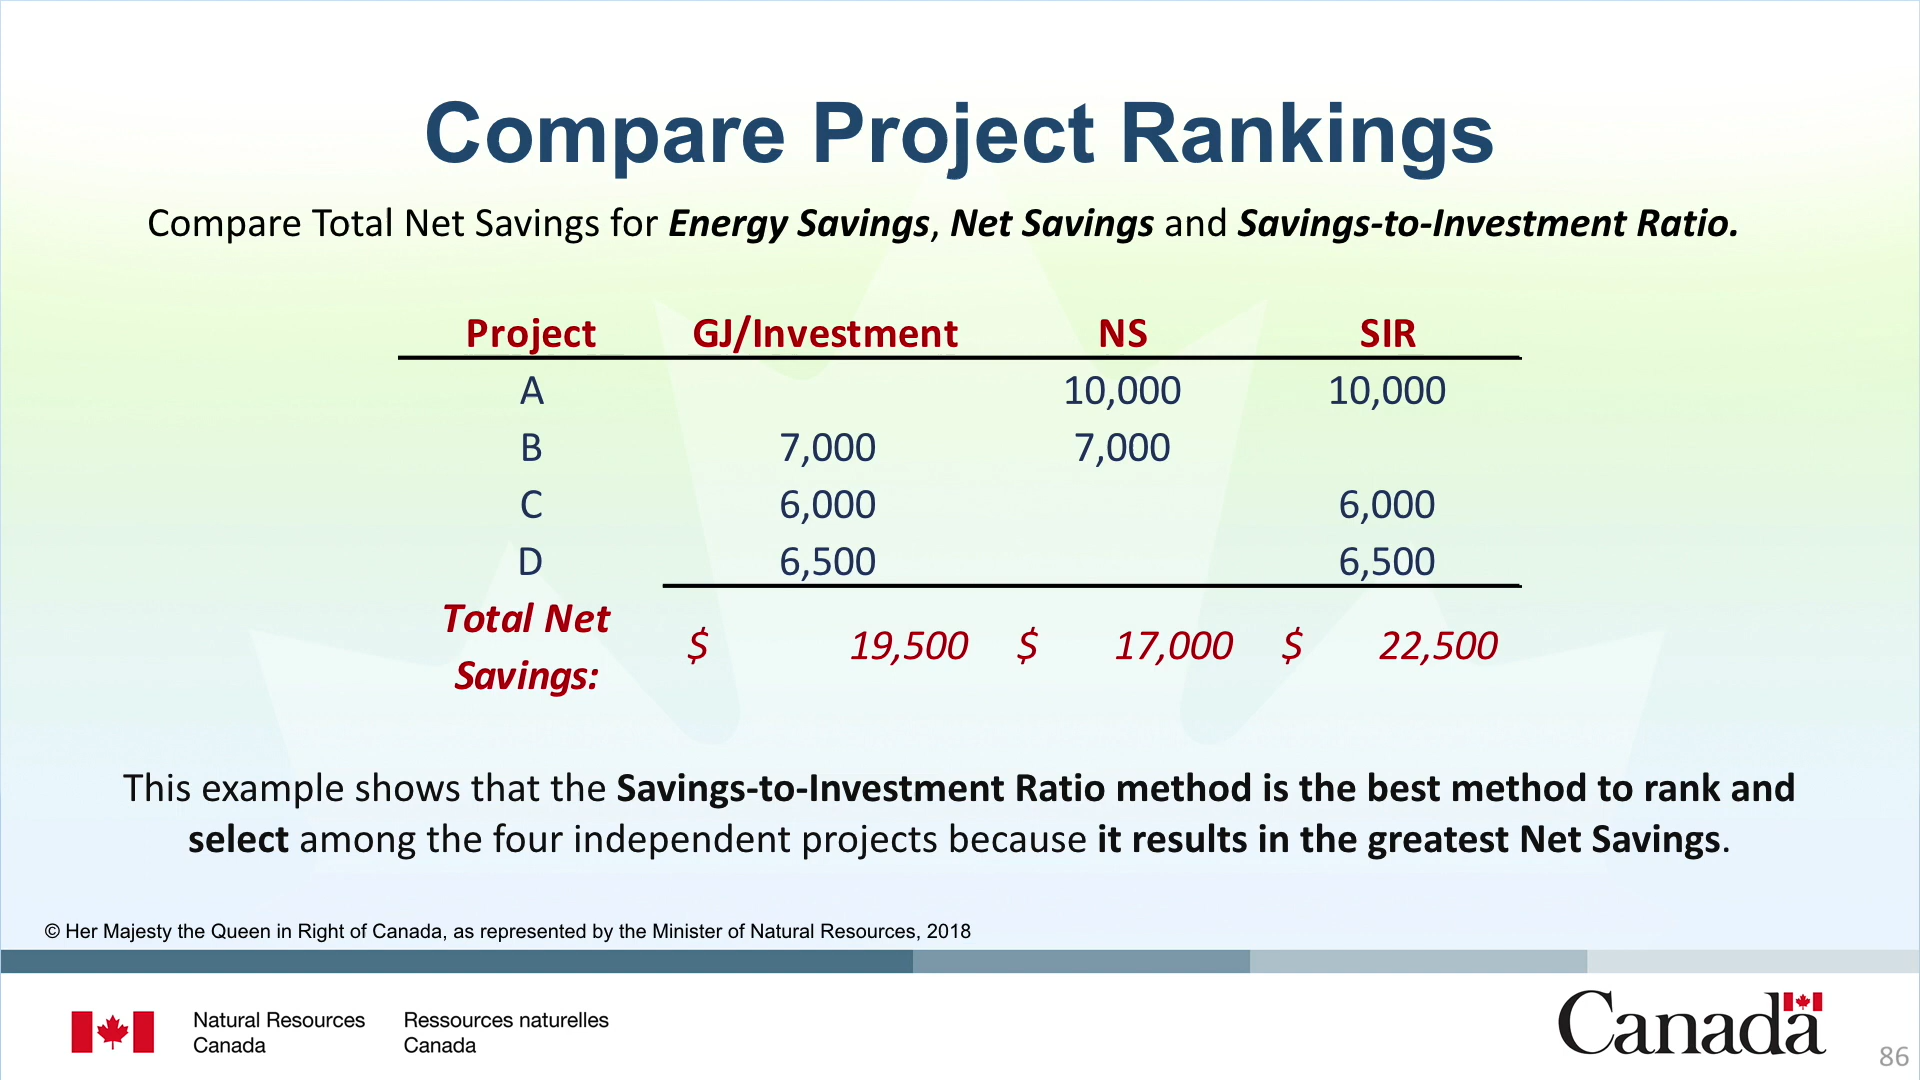 Compare Project Rankings
Compare Total Net Savings for Energy Savings, Net Savings and Savings-to-Investment Ratio.
Project GJ/Investment NS SIR
A 10,000 10,000
B 7,000 7,000
C 6,000 6,000
D 6,500 6,500
Total Net
Savings: $ 19,500 $ 17,000 $ 22,500
This example shows that the Savings-to-Investment Ratio method is the best method to rank and
select among the four independent projects because it results in the greatest Net Savings.
© Her Majesty the Queen in Right of Canada, as represented by the Minister of Natural Resources, 2018
Natural Resources
Canada
Ressources naturelles
Canada
Canada
86